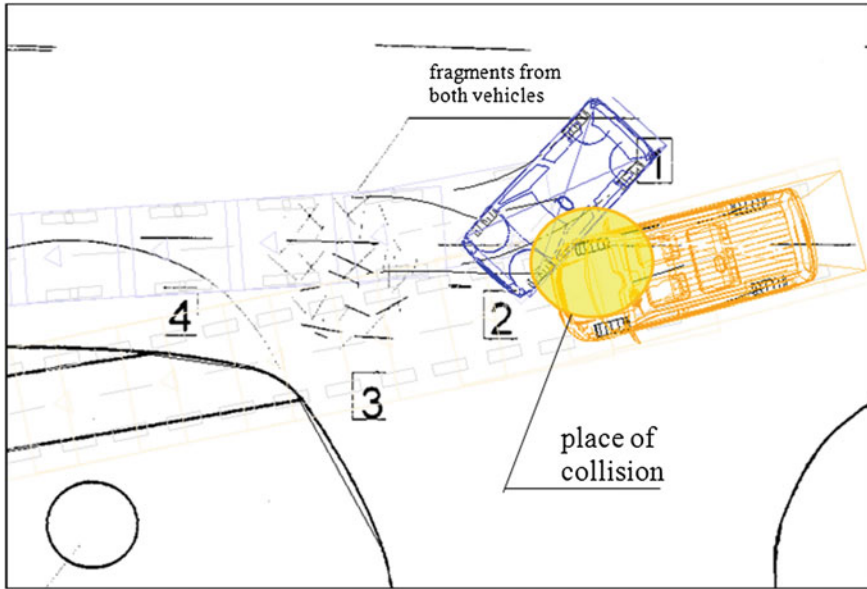 fragments from
both vehicles
1
2
4
3
place of
collision